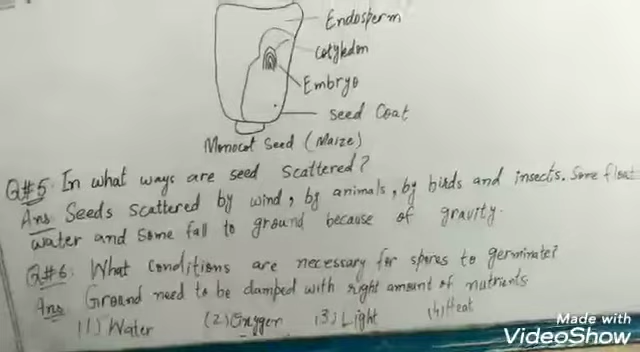 Endosperm
Cotyledon
Embryo
Seed Coat
Monocot Seed (Maize)
Q#5. In what ways are seed scattered?
Ans Seeds scattered by wind, by animals, by birds and insects. Some float
water and some fall to ground because of gravity.
Q#6: What conditions are necessary for spores to germinate?
Ans Ground need to be damped with right amount of nutrients
(1) Water (2) Oxygen (3) Light (4) Heat
Made with
VideoShow